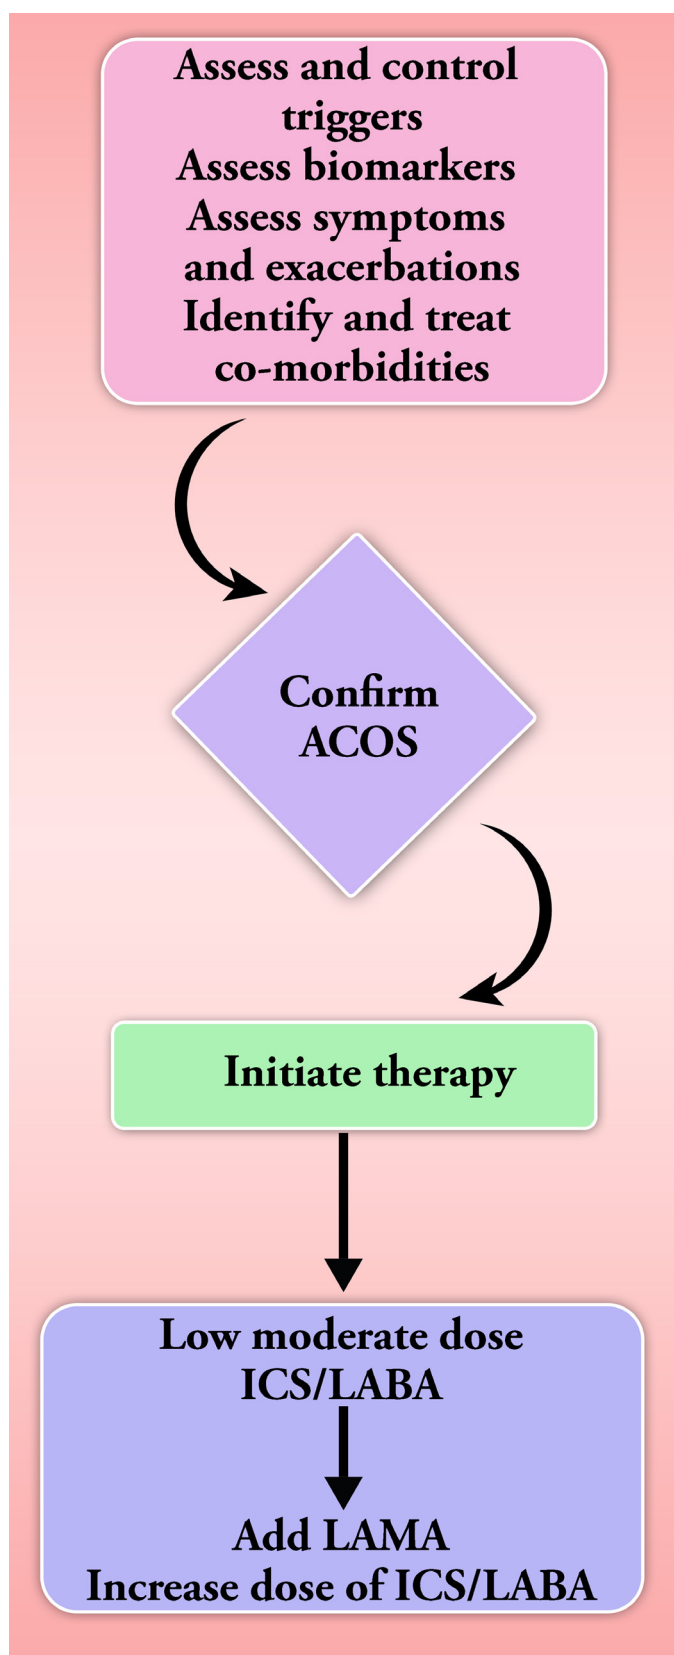 Assess and control
triggers
Assess biomarkers
Assess symptoms
and exacerbations
Identify and treat
co-morbidities
Confirm
ACOS
Initiate therapy
Low moderate dose
ICS/LABA
Add LAMA
Increase dose of ICS/LABA